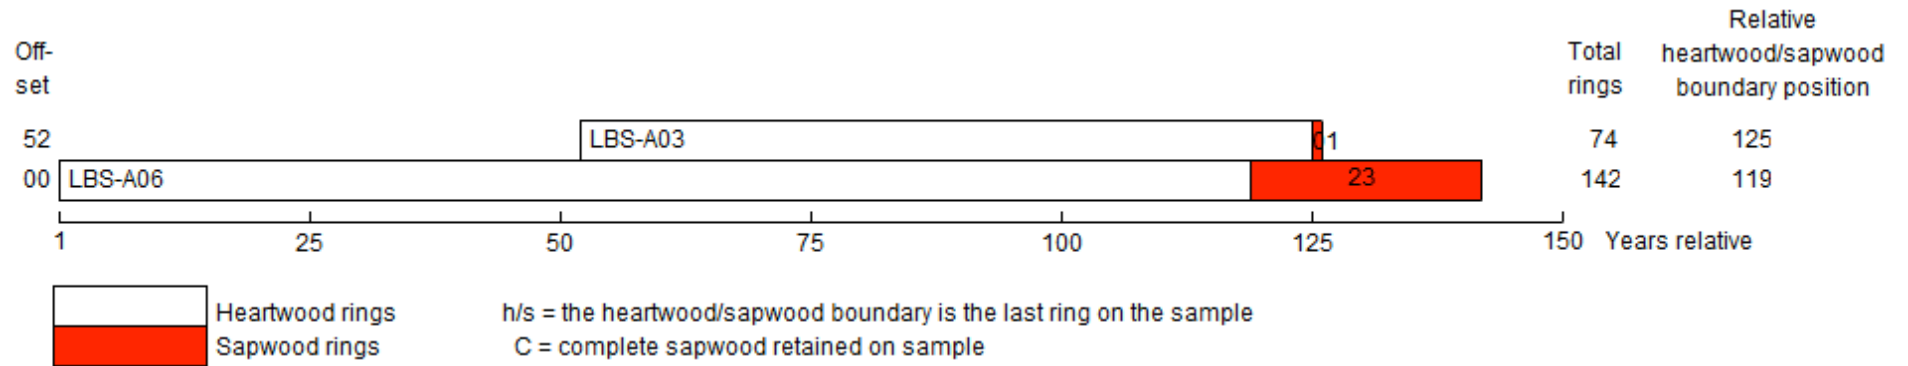 Off-
set
Total
rings
Relative
heartwood/sapwood
boundary position
52 LBS-A03 01 74 125
00 LBS-A06 23 142 119
1 25 50 75 100 125 150 Years relative
Heartwood rings h/s = the heartwood/sapwood boundary is the last ring on the sample
Sapwood rings C = complete sapwood retained on sample